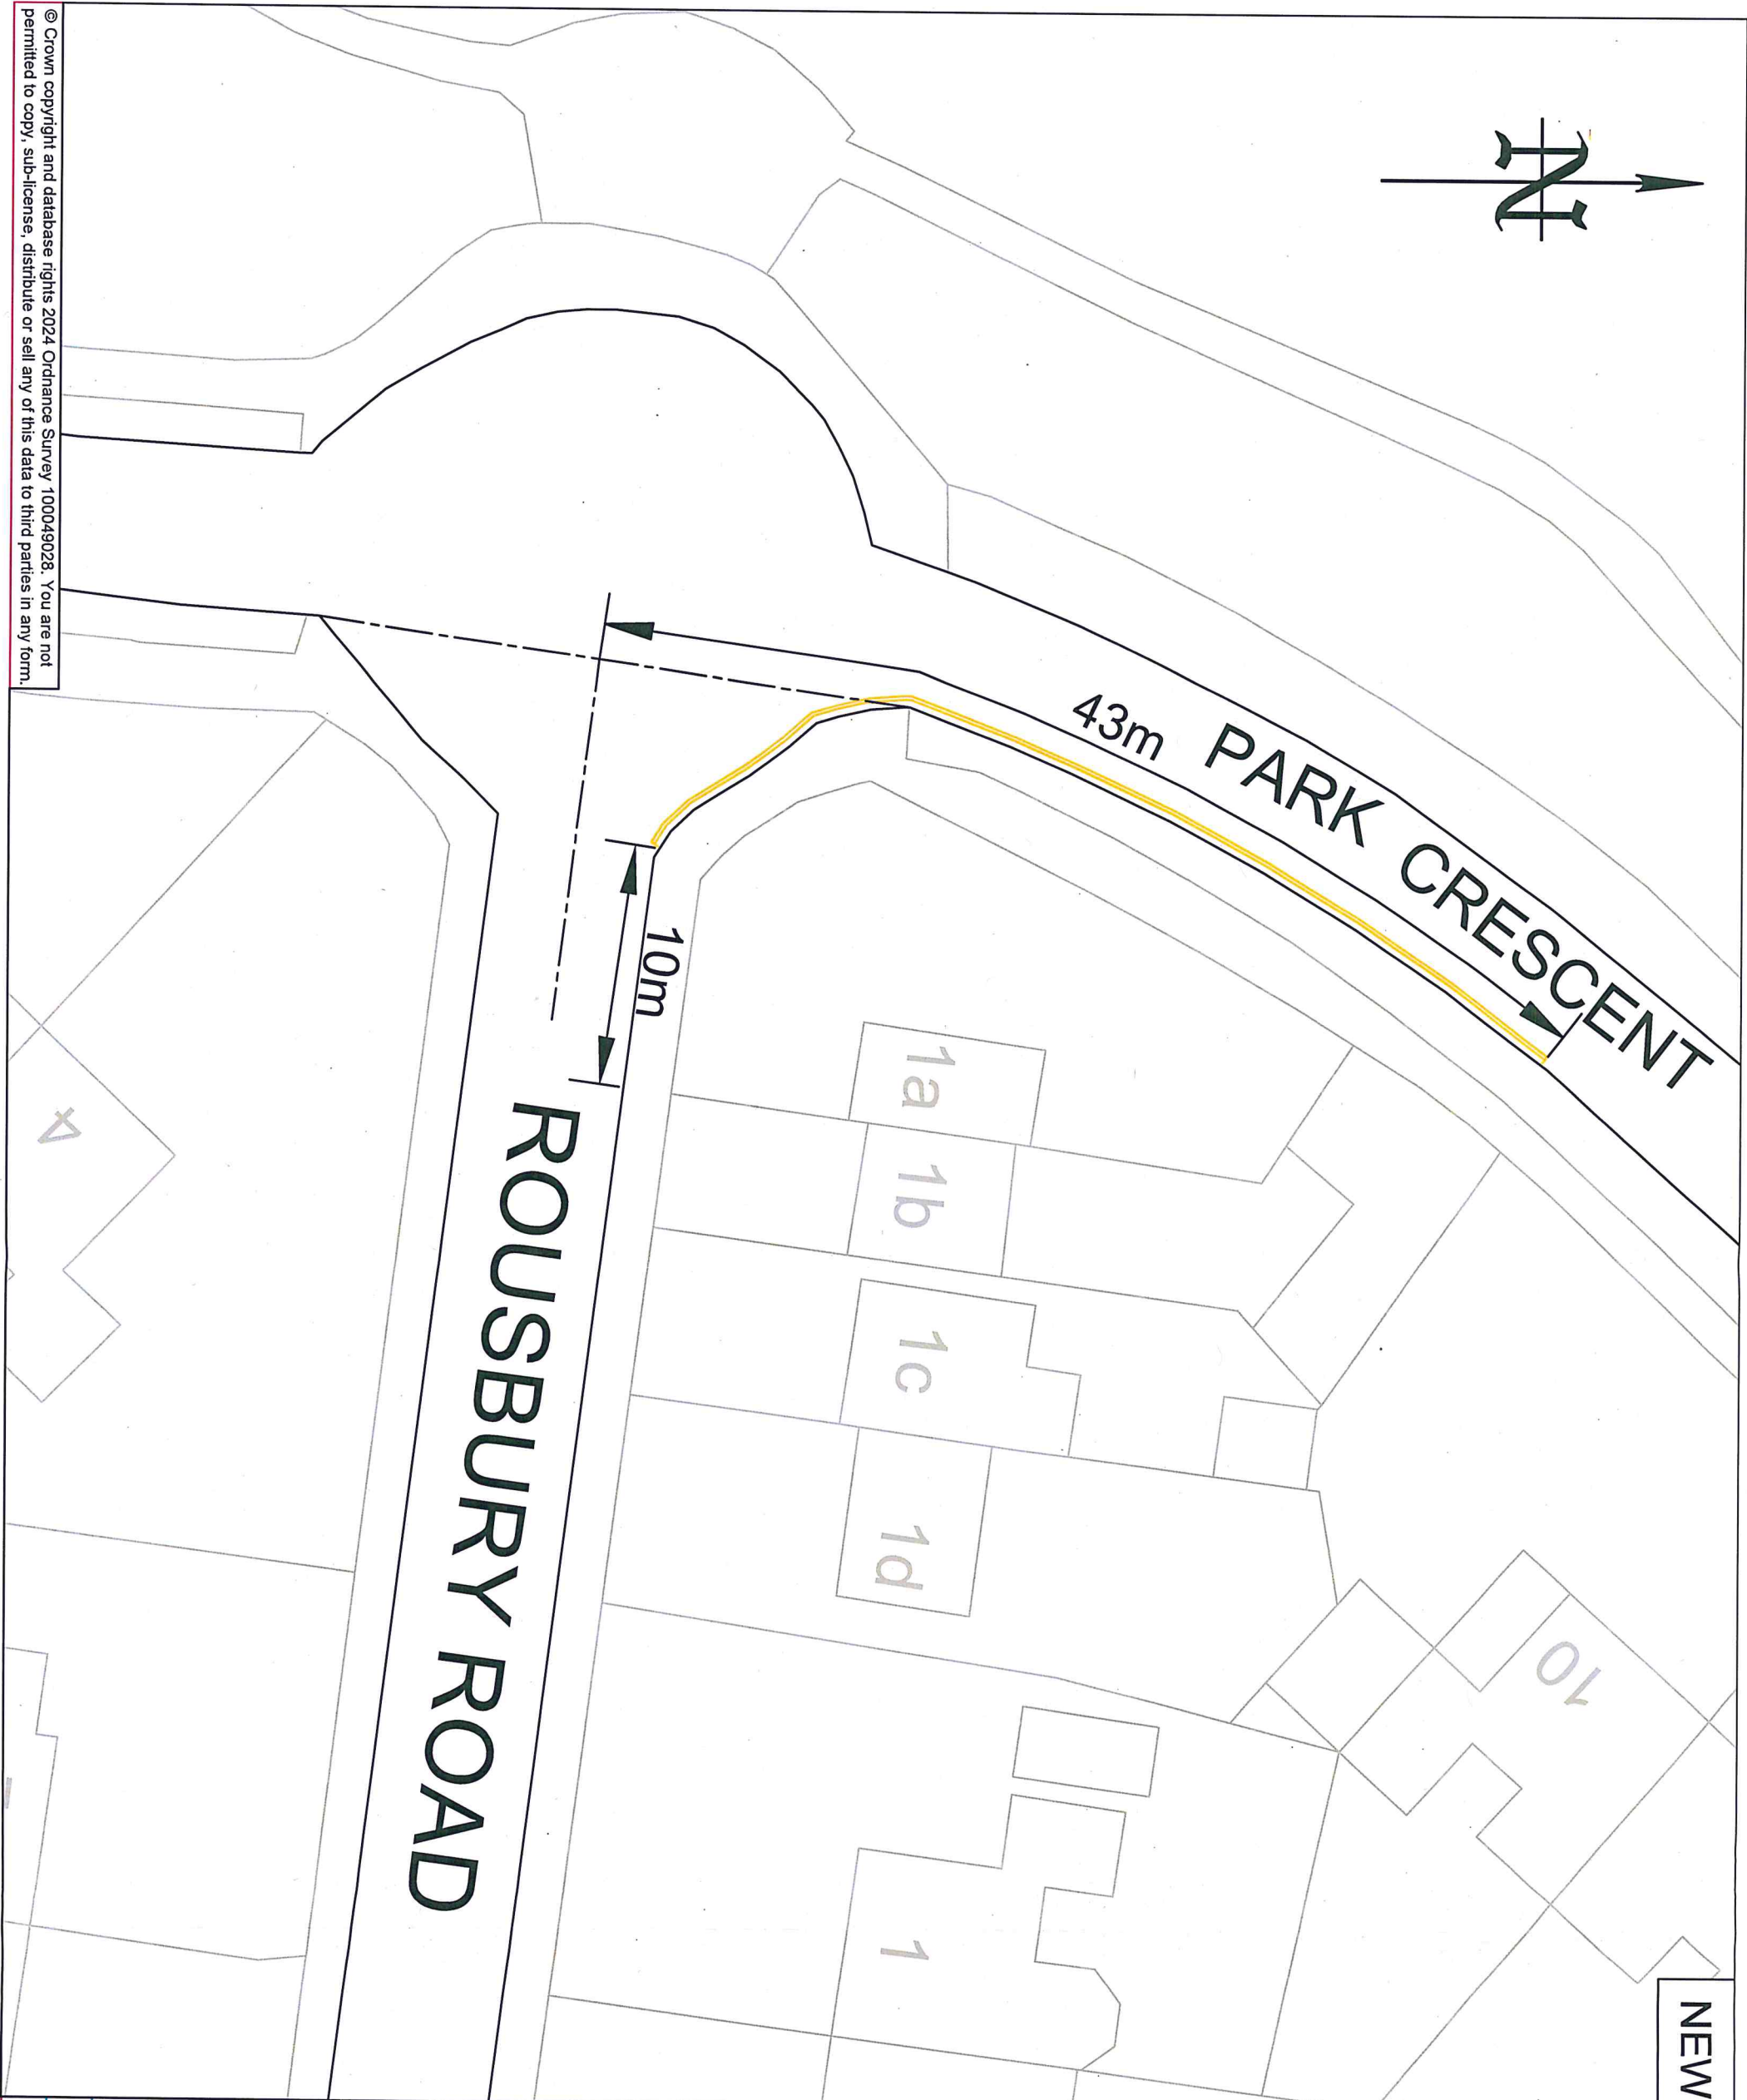 N
NEW
43m
PARK CRESCENT
10m
ROUSBURY ROAD
1a
1b
1c
1d
10
1
4
© Crown copyright and database rights 2024 Ordnance Survey 100049028. You are not
permitted to copy, sub-license, distribute or sell any of this data to third parties in any form.